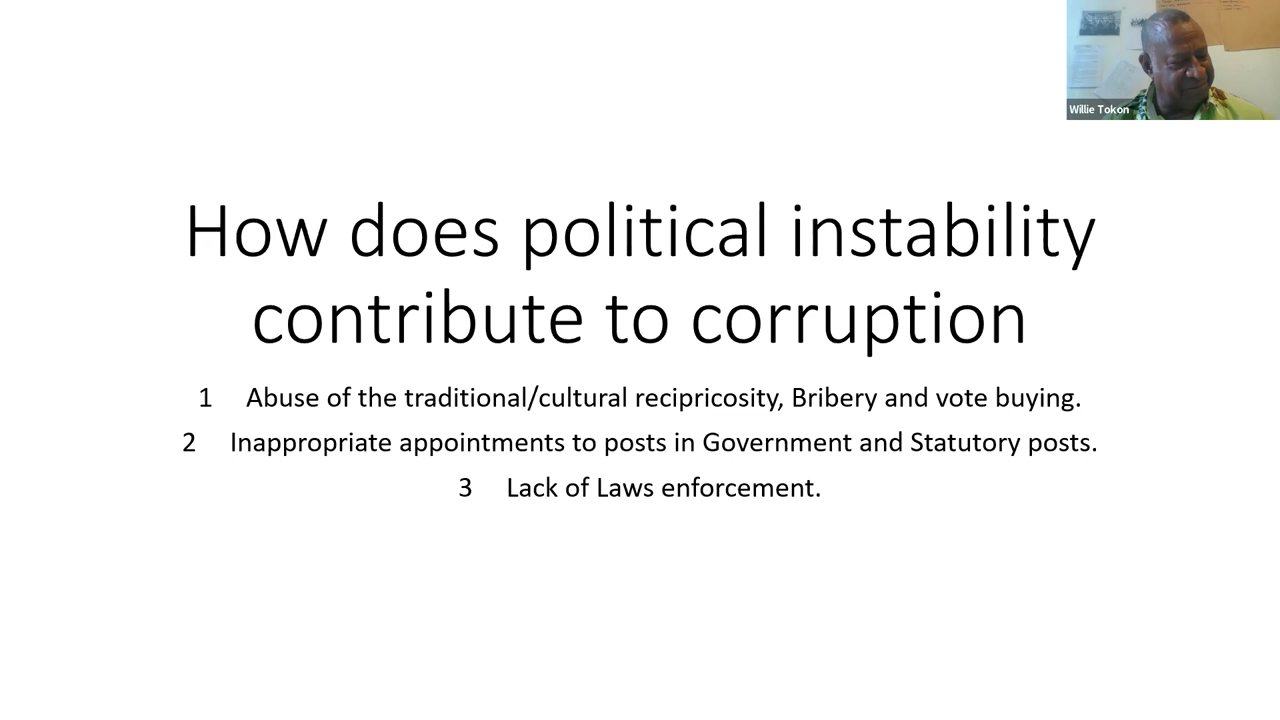 Willie Tokon
How does political instability
contribute to corruption
1 Abuse of the traditional/cultural recipricosity, Bribery and vote buying.
2 Inappropriate appointments to posts in Government and Statutory posts.
3 Lack of Laws enforcement.